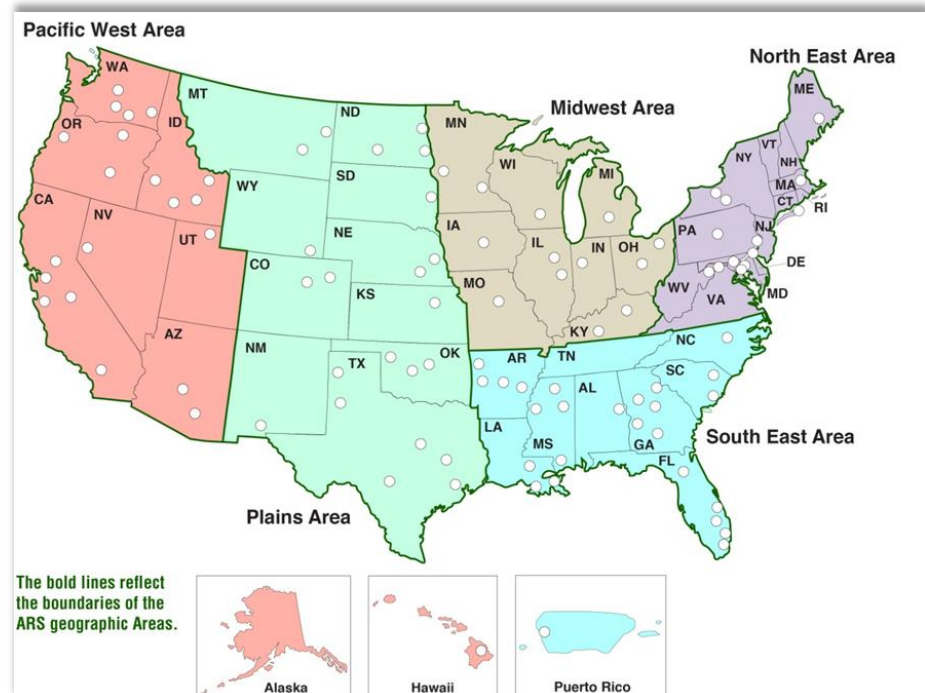 Pacific West Area
North East Area
Midwest Area
WA
MT
ND
MN
ME
OR
ID
WI
VT
NY
NH
MI
MA
SD
WY
CT
RI
CA
NV
IA
PA
NJ
UT
NE
IL
IN
OH
CO
DE
MO
WV
KS
VA
MD
KY
AZ
NC
NM
TX
OK
AR
TN
SC
AL
LA
MS
GA
South East Area
FL
Plains Area
The bold lines reflect
the boundaries of the
ARS geographic Areas.
Alaska
Hawaii
Puerto Rico